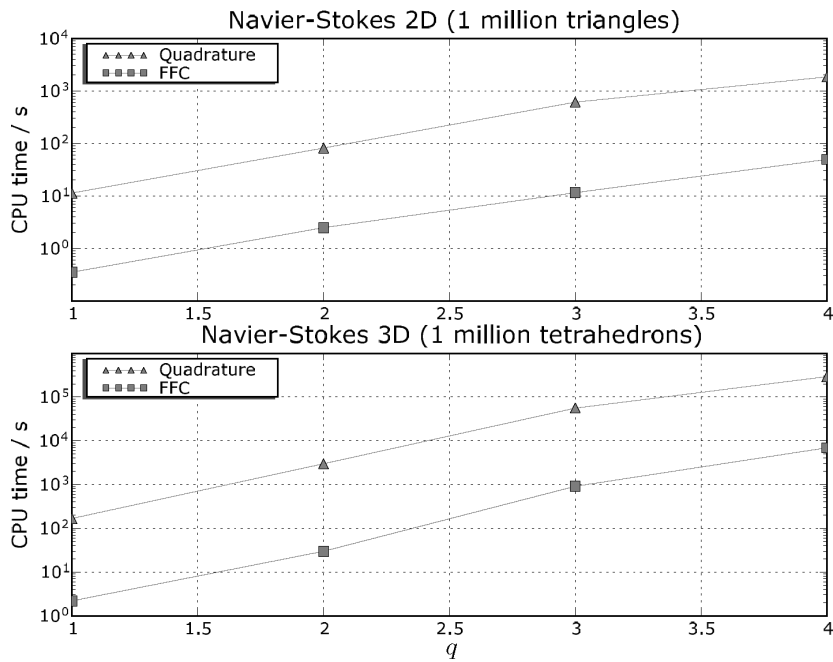 Navier-Stokes 2D (1 million triangles)
CPU time / s
10^4
10^3
10^2
10^1
10^0
Quadrature
FFC
1 1.5 2 2.5 3 3.5 4
Navier-Stokes 3D (1 million tetrahedrons)
CPU time / s
10^5
10^4
10^3
10^2
10^1
10^0
Quadrature
FFC
1 1.5 2 2.5 3 3.5 4
q